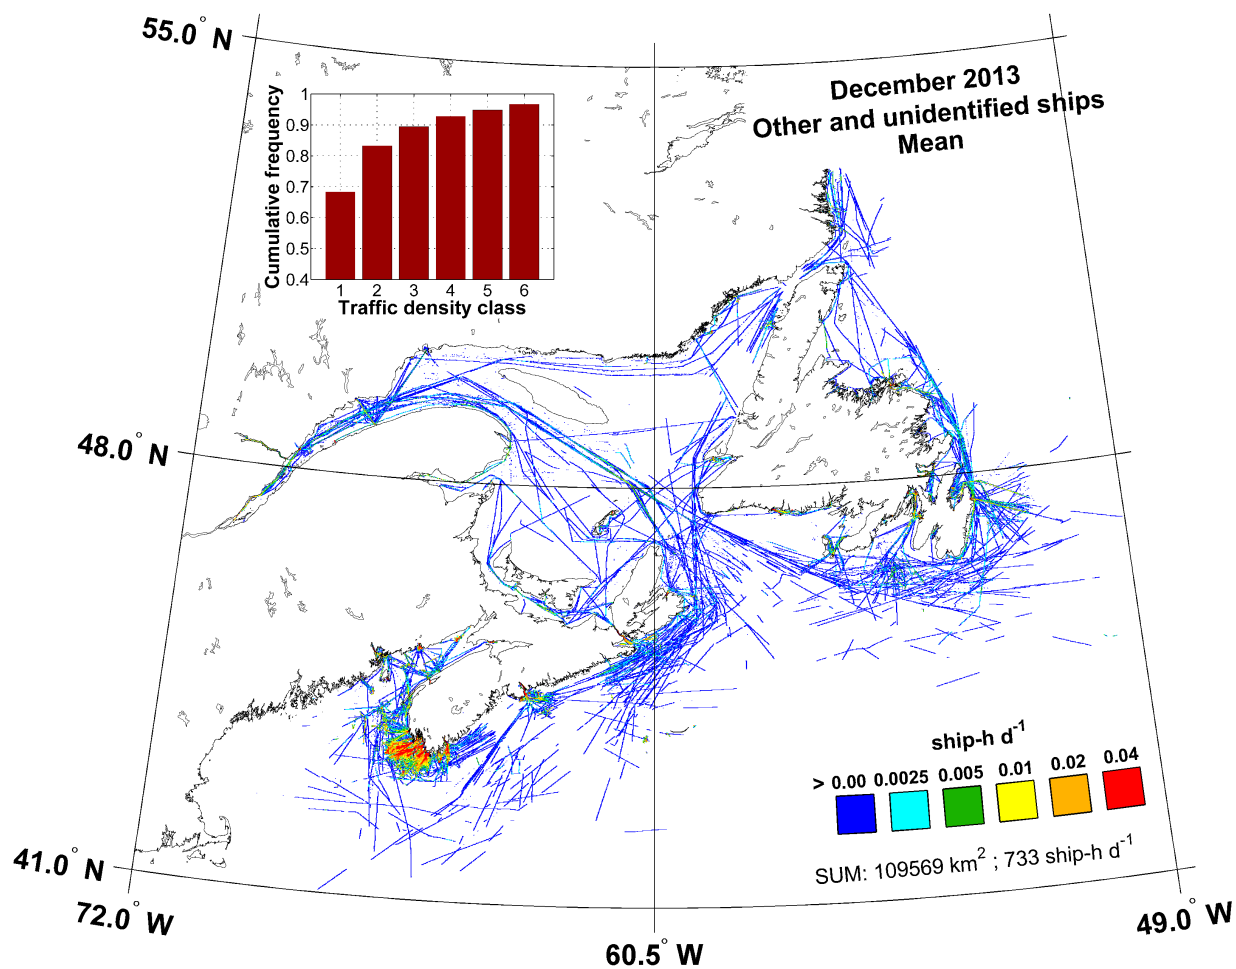 55.0° N
December 2013
Other and unidentified ships
Mean
Cumulative frequency
1
0.9
0.8
0.7
0.6
0.5
0.4
1 2 3 4 5 6
Traffic density class
48.0° N
ship-h d⁻¹
> 0.00 0.0025 0.005 0.01 0.02 0.04
SUM: 109569 km² ; 733 ship-h d⁻¹
41.0° N
72.0° W
60.5° W
49.0° W